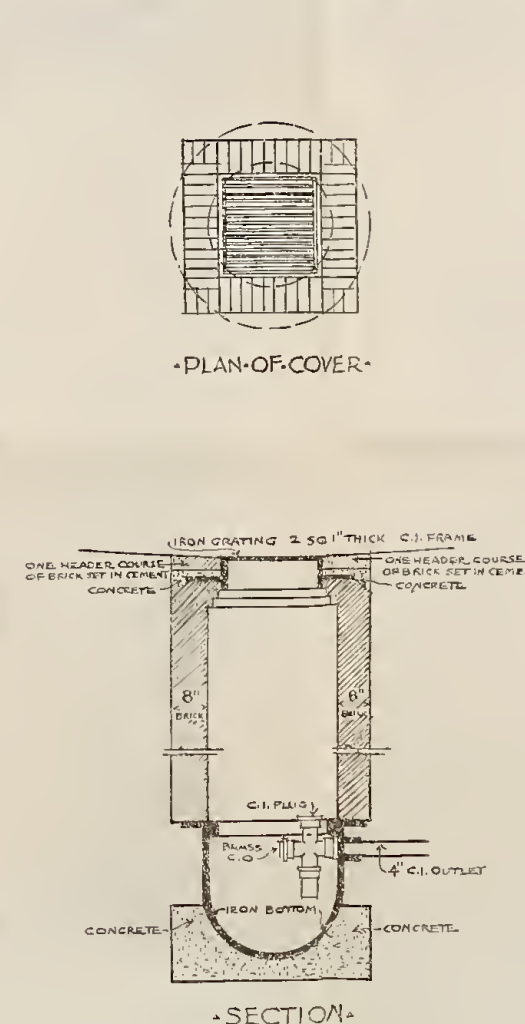 ·PLAN·OF·COVER·
IRON GRATING 2 SQ 1" THICK C.I. FRAME
ONE HEADER COURSE
OF BRICK SET IN CEMENT
CONCRETE
ONE HEADER COURSE
OF BRICK SET IN CEME
CONCRETE
8"
BRICK
8"
C.I. PLUG
BRASS
C.O.
4" C.I. OUTLET
IRON BOTTOM
CONCRETE
CONCRETE
·SECTION·